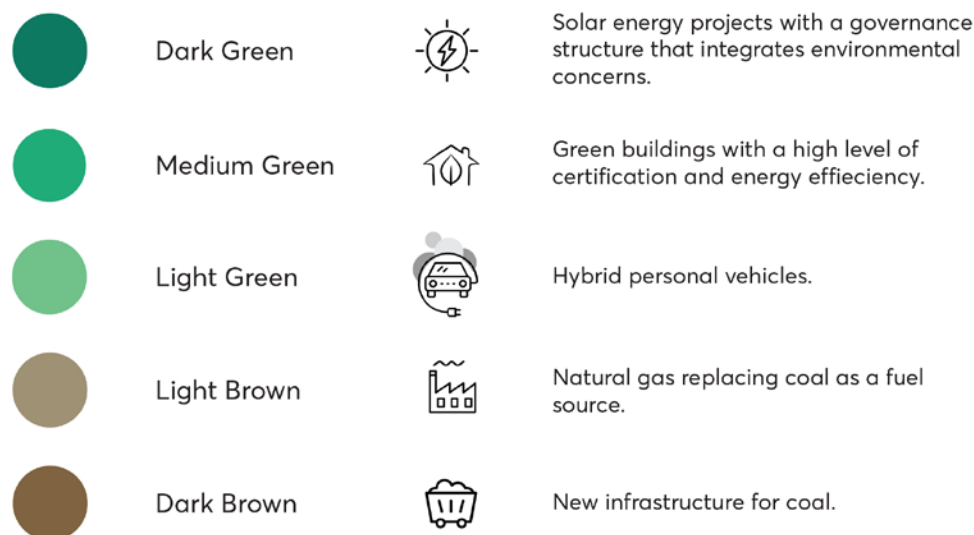 Dark Green
Solar energy projects with a governance
structure that integrates environmental
concerns.
Medium Green
Green buildings with a high level of
certification and energy effieciency.
Light Green
Hybrid personal vehicles.
Light Brown
Natural gas replacing coal as a fuel
source.
Dark Brown
New infrastructure for coal.